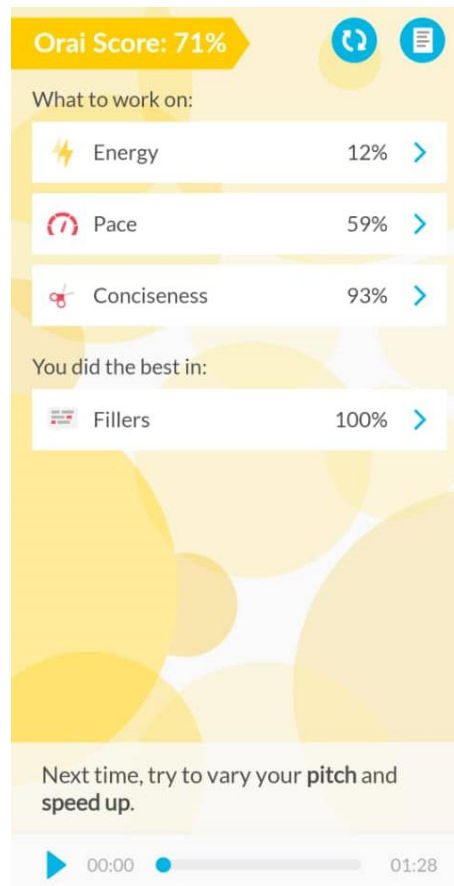 Orai Score: 71%
What to work on:
Energy 12%
Pace 59%
Conciseness 93%
You did the best in:
Fillers 100%
Next time, try to vary your pitch and
speed up.
00:00 01:28